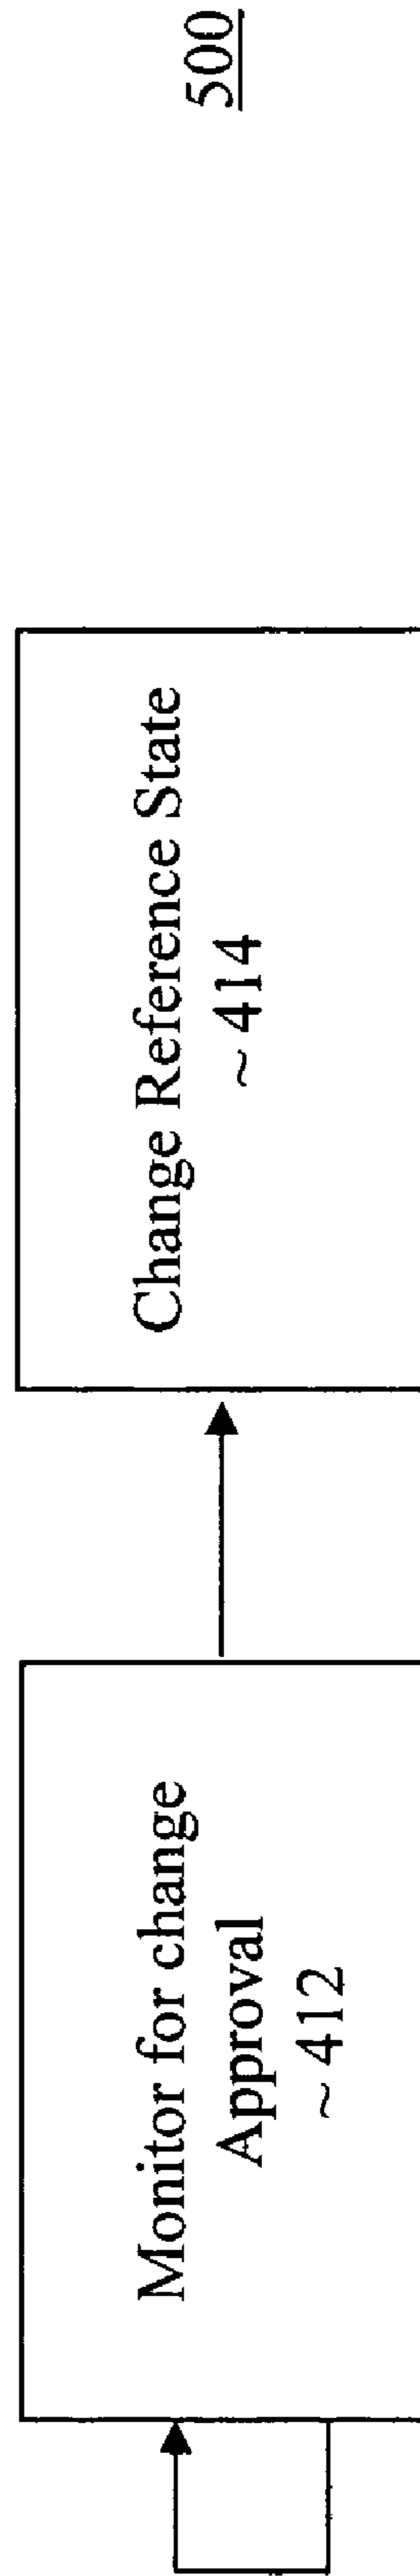 500
Monitor for change
Approval
~ 412
Change Reference State
~ 414